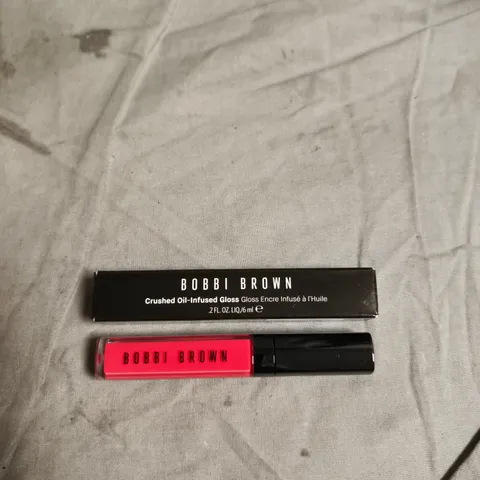 BOBBI BROWN
Crushed Oil-Infused Gloss Gloss Encre Infusé à l'Huile
.2 FL.OZ. LIQ./6 ml ℮
BOBBI BROWN